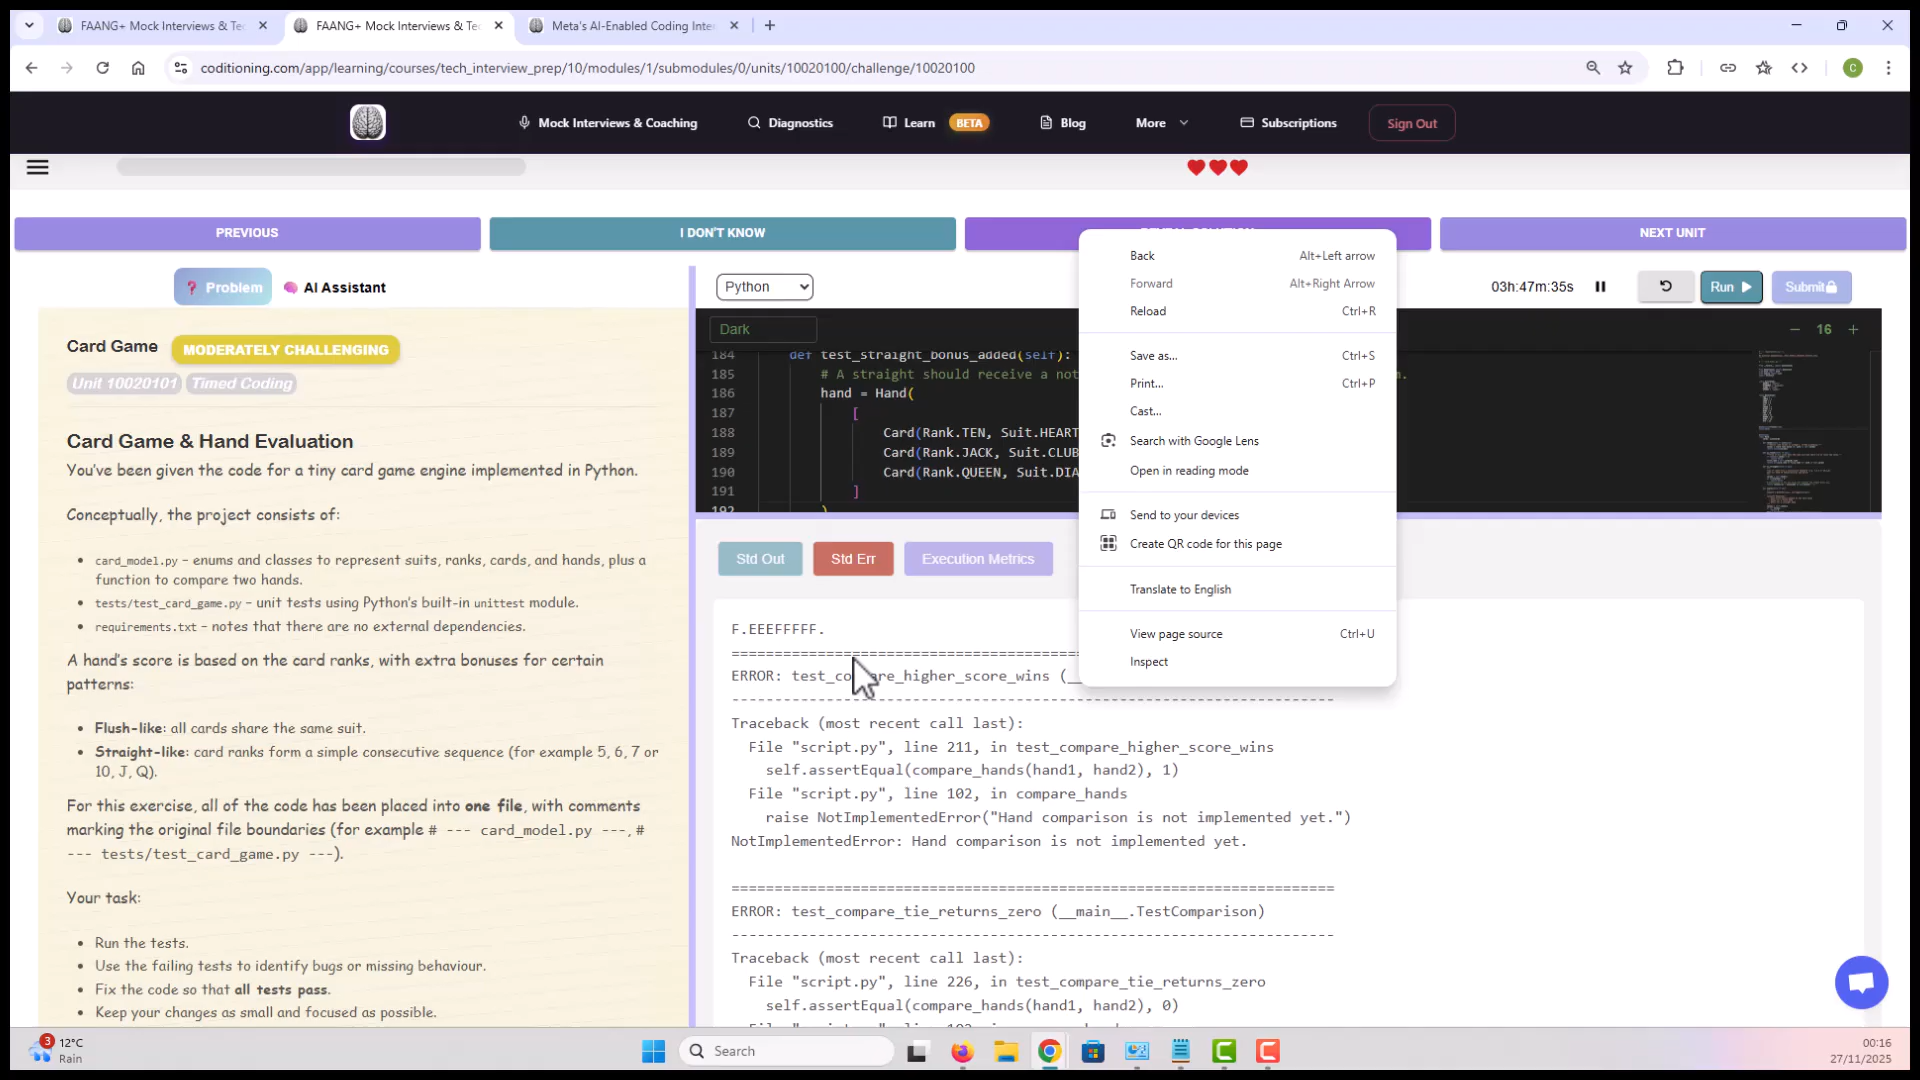 FAANG+ Mock Interviews & Tec
FAANG+ Mock Interviews & Tec
Meta's AI-Enabled Coding Inter
coditioning.com/app/learning/courses/tech_interview_prep/10/modules/1/submodules/0/units/10020100/challenge/10020100
C
Mock Interviews & Coaching
Diagnostics
Learn BETA
Blog
More
Subscriptions
Sign Out
PREVIOUS
I DON'T KNOW
NEXT UNIT
? Problem
AI Assistant
Python
03h:47m:35s
Run
Submit
Card Game
MODERATELY CHALLENGING
Unit 10020101
Timed Coding
Card Game & Hand Evaluation
You've been given the code for a tiny card game engine implemented in Python.
Conceptually, the project consists of:
card_model.py – enums and classes to represent suits, ranks, cards, and hands, plus a
function to compare two hands.
tests/test_card_game.py – unit tests using Python's built-in unittest module.
requirements.txt – notes that there are no external dependencies.
A hand's score is based on the card ranks, with extra bonuses for certain
patterns:
Flush-like: all cards share the same suit.
Straight-like: card ranks form a simple consecutive sequence (for example 5, 6, 7 or
10, J, Q).
For this exercise, all of the code has been placed into one file, with comments
marking the original file boundaries (for example # --- card_model.py ---, #
--- tests/test_card_game.py ---).
Your task:
Run the tests.
Use the failing tests to identify bugs or missing behaviour.
Fix the code so that all tests pass.
Keep your changes as small and focused as possible.
Dark
16
184 def test_straight_bonus_added(self):
185 # A straight should receive a not
186 hand = Hand(
187 [
188 Card(Rank.TEN, Suit.HEART
189 Card(Rank.JACK, Suit.CLUB
190 Card(Rank.QUEEN, Suit.DIA
191 ]
192 )
Back Alt+Left arrow
Forward Alt+Right Arrow
Reload Ctrl+R
Save as... Ctrl+S
Print... Ctrl+P
Cast...
Search with Google Lens
Open in reading mode
Send to your devices
Create QR code for this page
Translate to English
View page source Ctrl+U
Inspect
Std Out
Std Err
Execution Metrics
F.EEEFFFFF.
======================================================================
ERROR: test_compare_higher_score_wins (__
----------------------------------------------------------------------
Traceback (most recent call last):
File "script.py", line 211, in test_compare_higher_score_wins
self.assertEqual(compare_hands(hand1, hand2), 1)
File "script.py", line 102, in compare_hands
raise NotImplementedError("Hand comparison is not implemented yet.")
NotImplementedError: Hand comparison is not implemented yet.
======================================================================
ERROR: test_compare_tie_returns_zero (__main__.TestComparison)
----------------------------------------------------------------------
Traceback (most recent call last):
File "script.py", line 226, in test_compare_tie_returns_zero
self.assertEqual(compare_hands(hand1, hand2), 0)
3
12°C
Rain
Search
00:16
27/11/2025